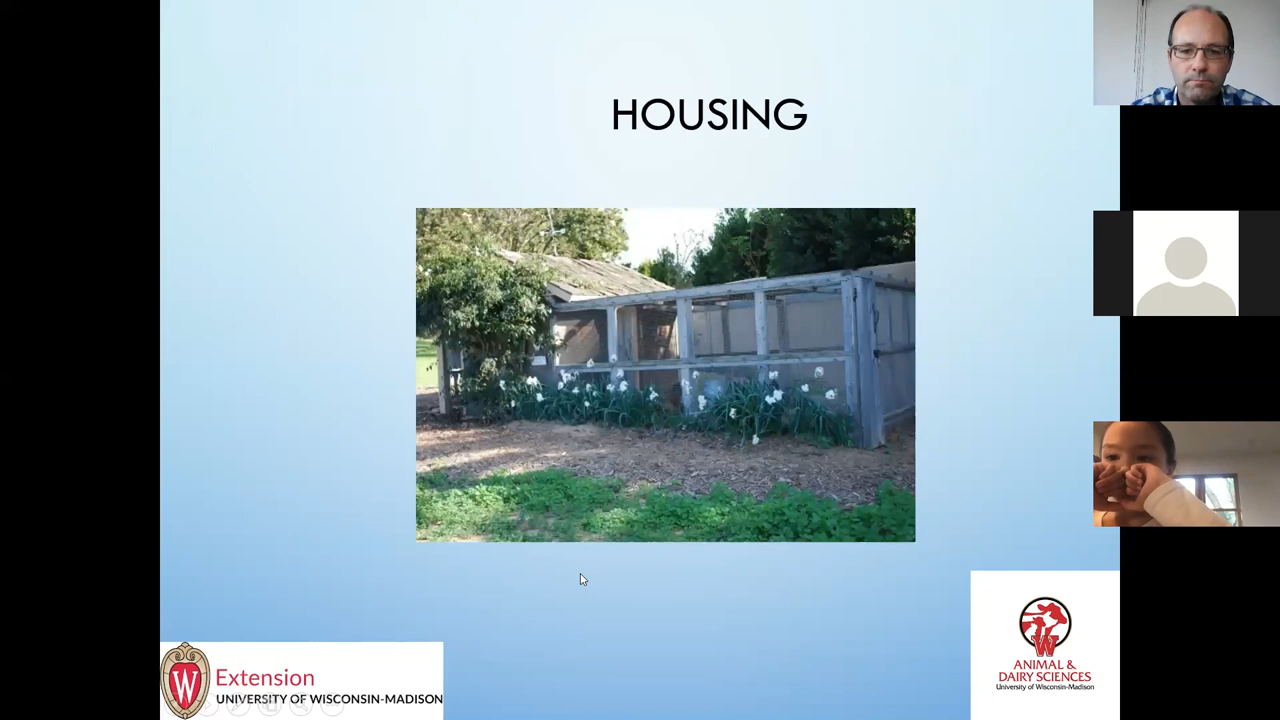 HOUSING
W
Extension
UNIVERSITY OF WISCONSIN-MADISON
W
ANIMAL &
DAIRY SCIENCES
University of Wisconsin-Madison